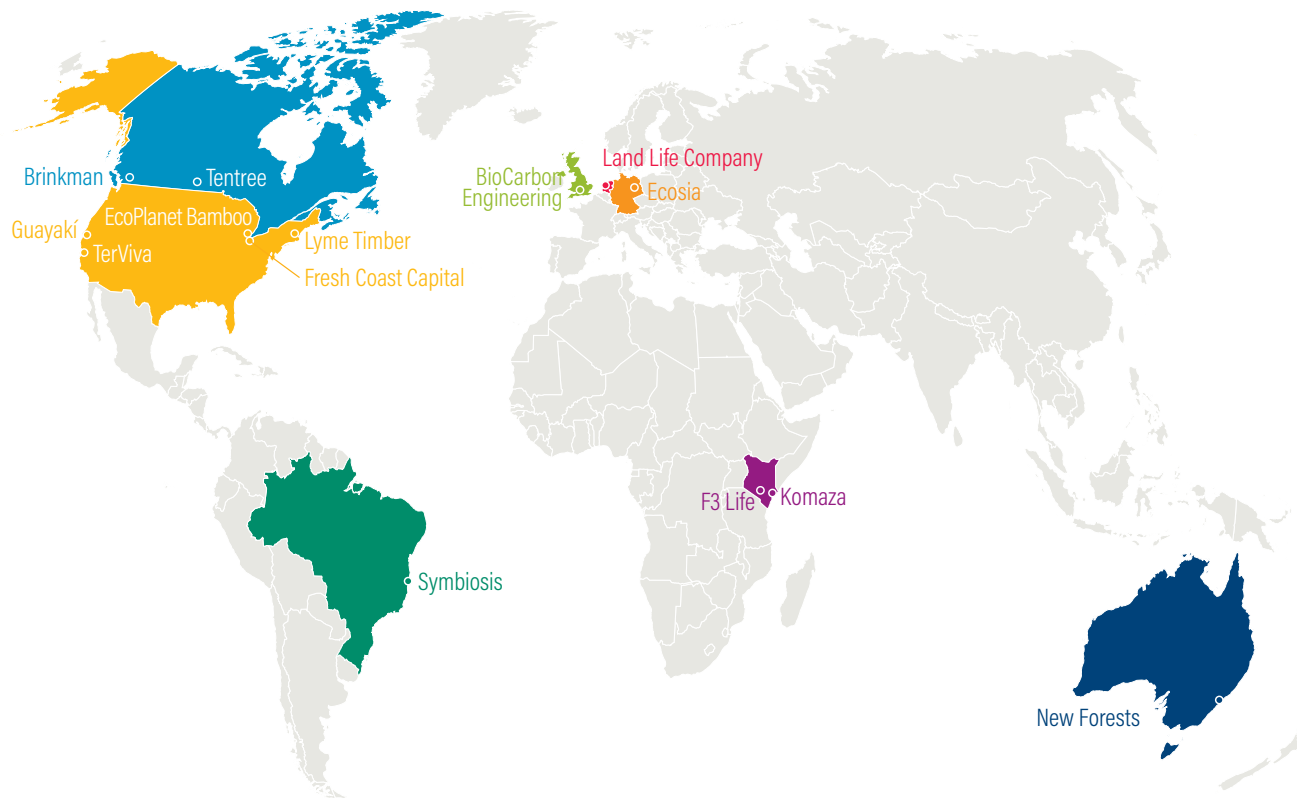 Land Life Company
BioCarbon
Engineering
Ecosia
Brinkman
Tentree
EcoPlanet Bamboo
Guayakí
TerViva
Lyme Timber
Fresh Coast Capital
F3 Life
Komaza
Symbiosis
New Forests